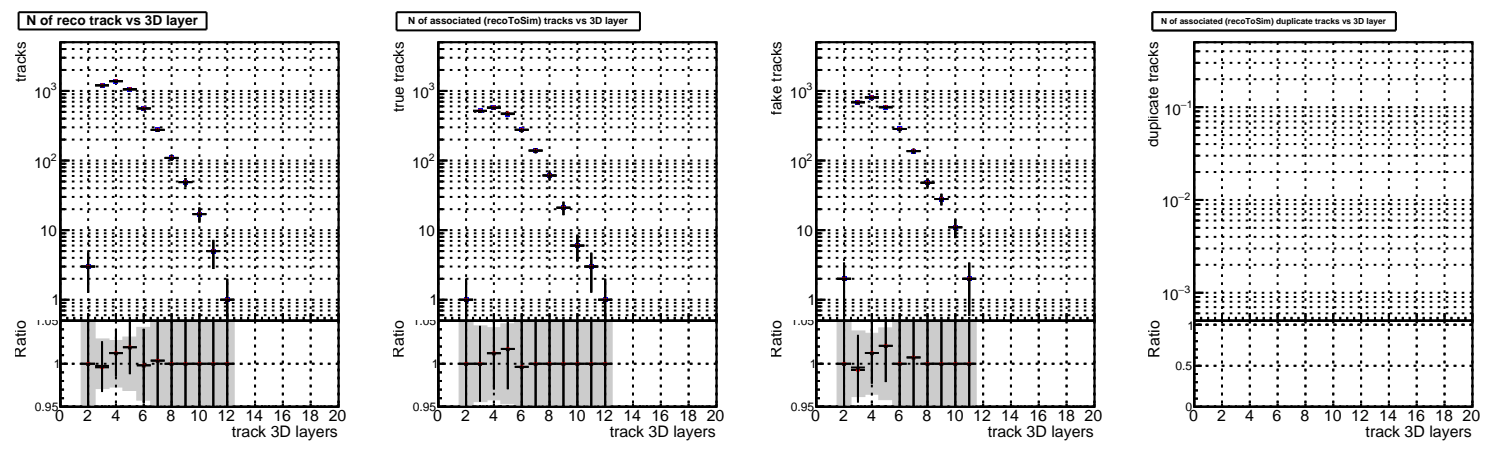 N of reco track vs 3D layer
tracks
10³
10²
10
1
1.05
Ratio
1
0.95
0 2 4 6 8 10 12 14 16 18 20
track 3D layers
N of associated (recoToSim) tracks vs 3D layer
true tracks
10³
10²
10
1
1.05
Ratio
1
0.95
0 2 4 6 8 10 12 14 16 18 20
track 3D layers
fake tracks
10³
10²
10
1
1.05
Ratio
1
0.95
0 2 4 6 8 10 12 14 16 18 20
track 3D layers
N of associated (recoToSim) duplicate tracks vs 3D layer
duplicate tracks
10⁻¹
10⁻²
10⁻³
Ratio
1
0.5
0
0 2 4 6 8 10 12 14 16 18 20
track 3D layers